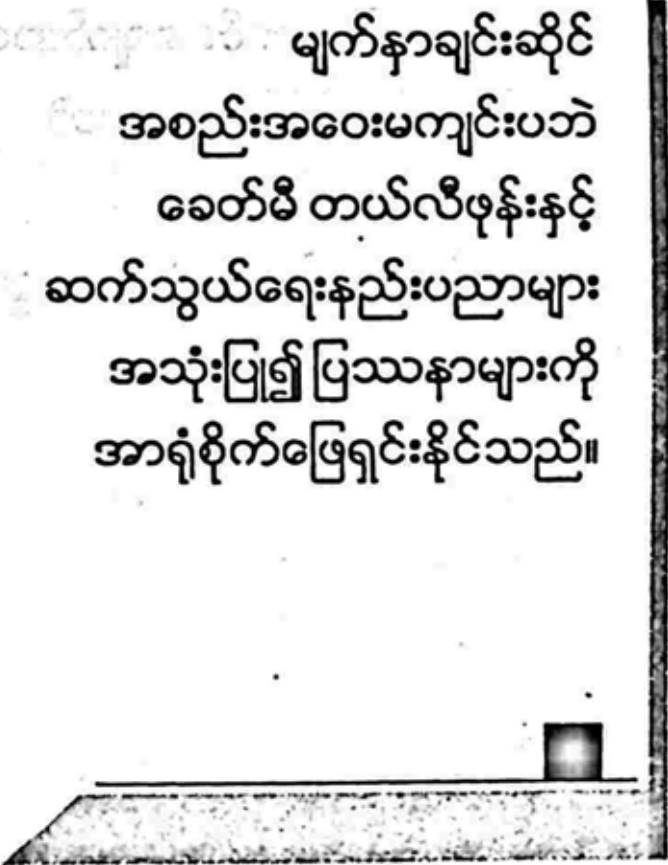 မျက်နှာချင်းဆိုင်
အစည်းအဝေးမကျင်းပဘဲ
ခေတ်မီ တယ်လီဖုန်းနှင့်
ဆက်သွယ်ရေးနည်းပညာများ
အသုံးပြု၍ ပြဿနာများကို
အာရုံစိုက်ဖြေရှင်းနိုင်သည်။